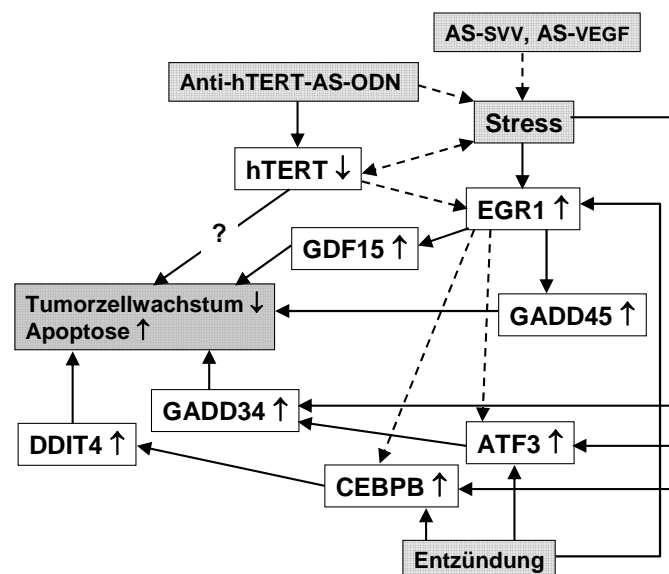 AS-SVV, AS-VEGF
Anti-hTERT-AS-ODN
Stress
hTERT ↓
EGR1 ↑
?
GDF15 ↑
Tumorzellwachstum ↓
Apoptose ↑
GADD45 ↑
GADD34 ↑
DDIT4 ↑
ATF3 ↑
CEBPB ↑
Entzündung